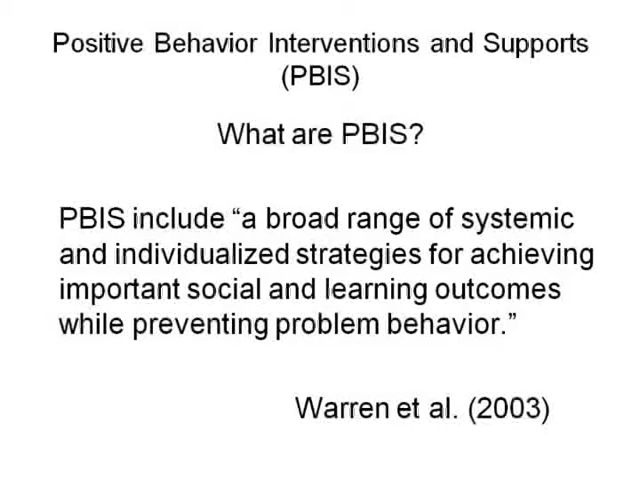 Positive Behavior Interventions and Supports
(PBIS)
What are PBIS?
PBIS include “a broad range of systemic
and individualized strategies for achieving
important social and learning outcomes
while preventing problem behavior.”
Warren et al. (2003)